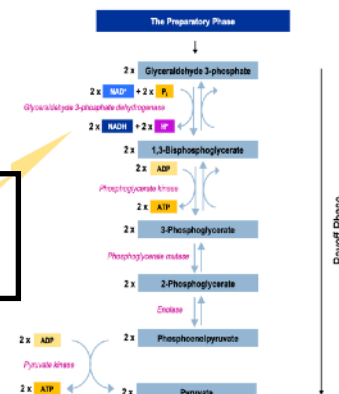 The Preparatory Phase
2 x Glyceraldehyde 3-phosphate
2 x NAD⁺ + 2 x Pᵢ
Glyceraldehyde 3-phosphate dehydrogenase
2 x NADH + 2 x H⁺
2 x 1,3-Bisphosphoglycerate
2 x ADP
Phosphoglycerate kinase
2 x ATP
2 x 3-Phosphoglycerate
Phosphoglycerate mutase
2 x 2-Phosphoglycerate
Enolase
2 x ADP
2 x Phosphoenolpyruvate
Pyruvate kinase
2 x ATP
2 x Pyruvate
Payoff Phase